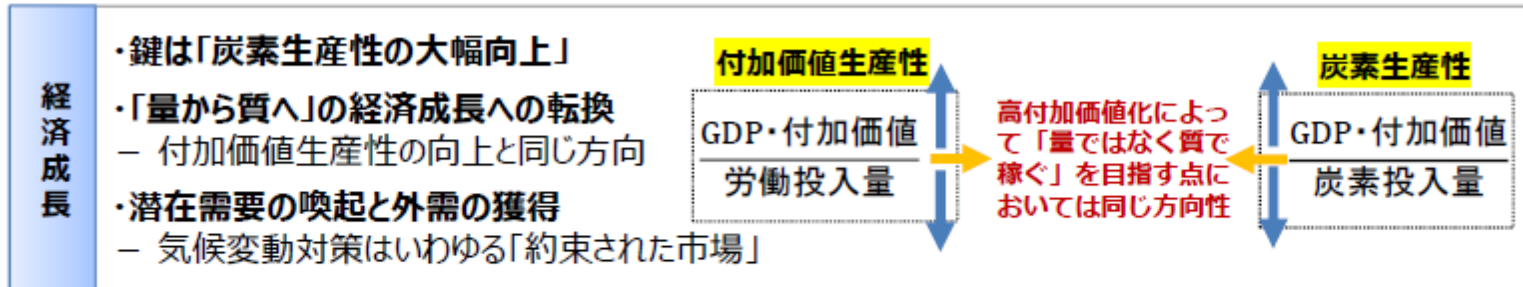 経済成長
・鍵は「炭素生産性の大幅向上」
・「量から質へ」の経済成長への転換
－ 付加価値生産性の向上と同じ方向
・潜在需要の喚起と外需の獲得
－ 気候変動対策はいわゆる「約束された市場」
付加価値生産性
GDP・付加価値
労働投入量
高付加価値化によっ
て「量ではなく質で
稼ぐ」を目指す点に
おいては同じ方向性
炭素生産性
GDP・付加価値
炭素投入量